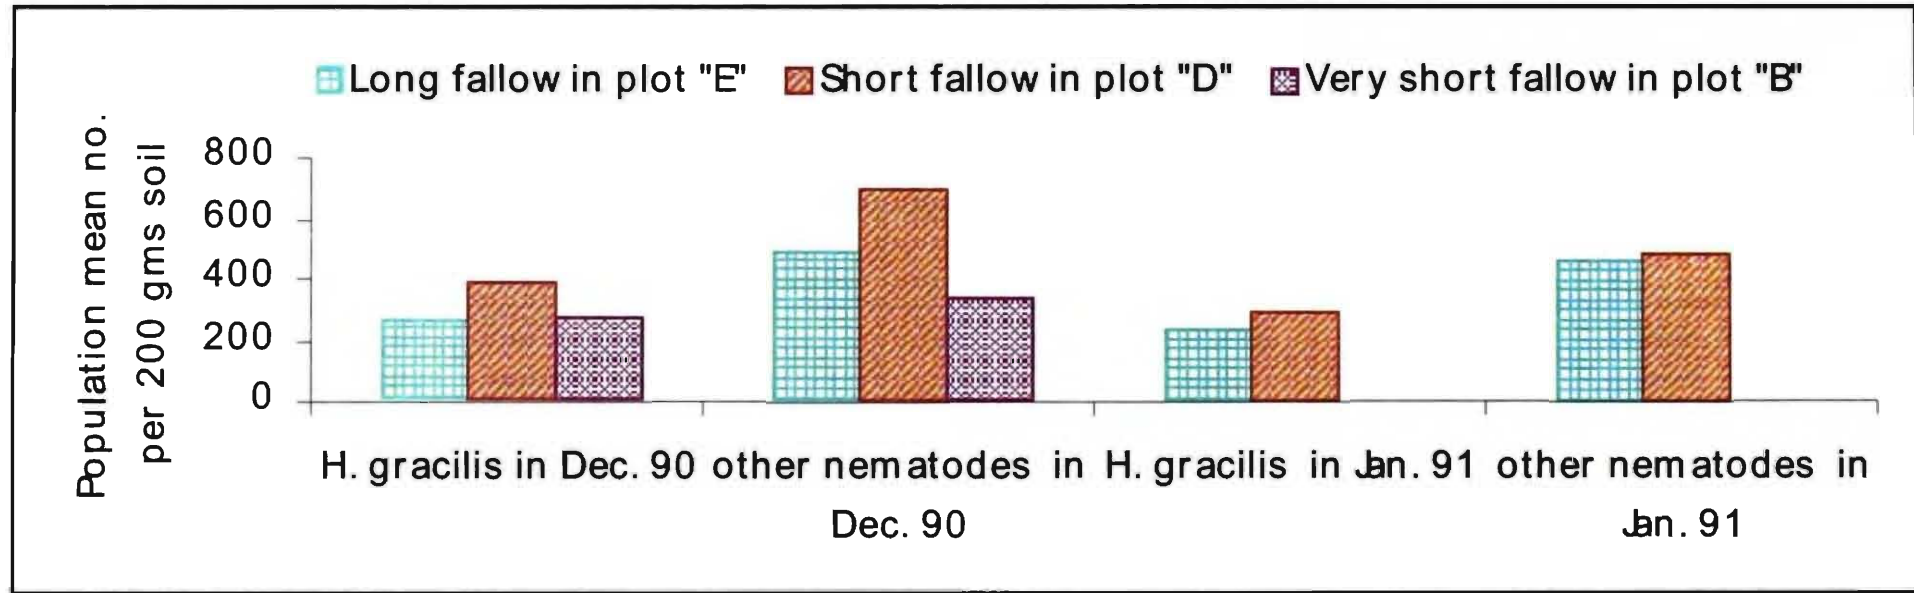 Long fallow in plot "E" Short fallow in plot "D" Very short fallow in plot "B"
Population mean no.
per 200 gms soil
800
600
400
200
0
H. gracilis in Dec. 90 other nematodes in H. gracilis in Jan. 91 other nematodes in
Dec. 90 Jan. 91